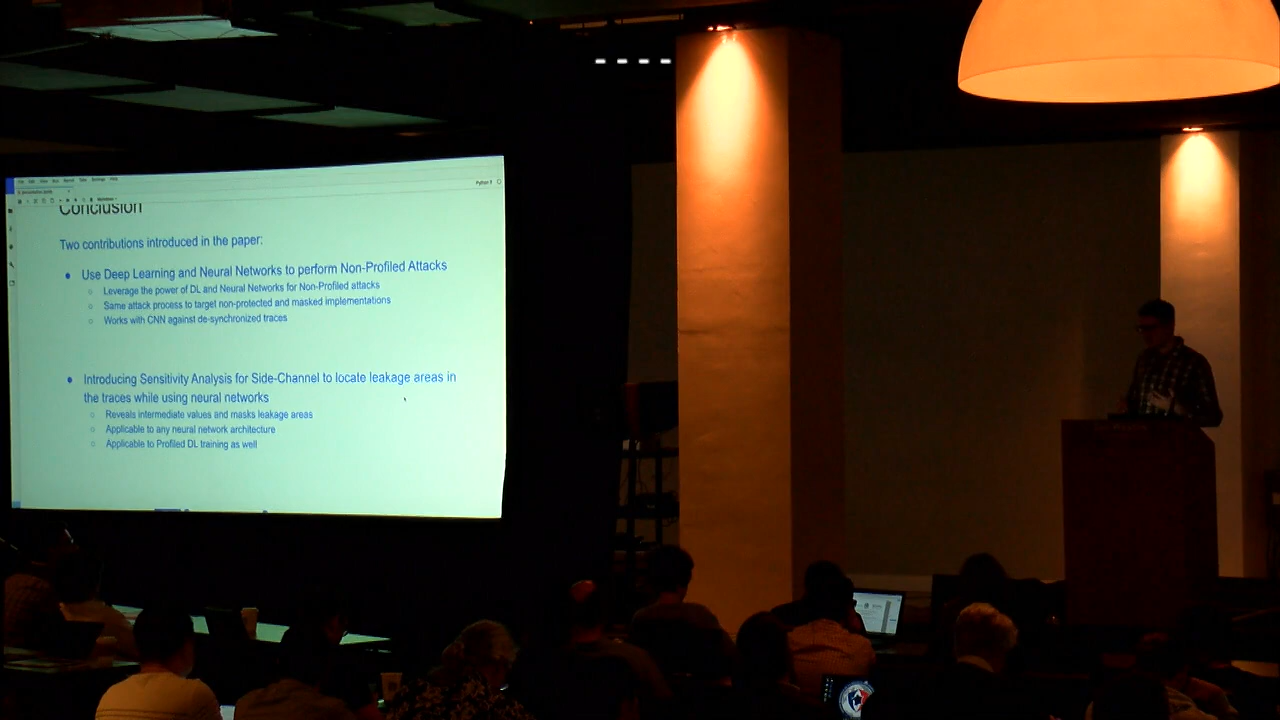 Python 3
Conclusion
Two contributions introduced in the paper:
Use Deep Learning and Neural Networks to perform Non-Profiled Attacks
Leverage the power of DL and Neural Networks for Non-Profiled attacks
Same attack process to target non-protected and masked implementations
Works with CNN against de-synchronized traces
Introducing Sensitivity Analysis for Side-Channel to locate leakage areas in
the traces while using neural networks
Reveals intermediate values and masks leakage areas
Applicable to any neural network architecture
Applicable to Profiled DL training as well